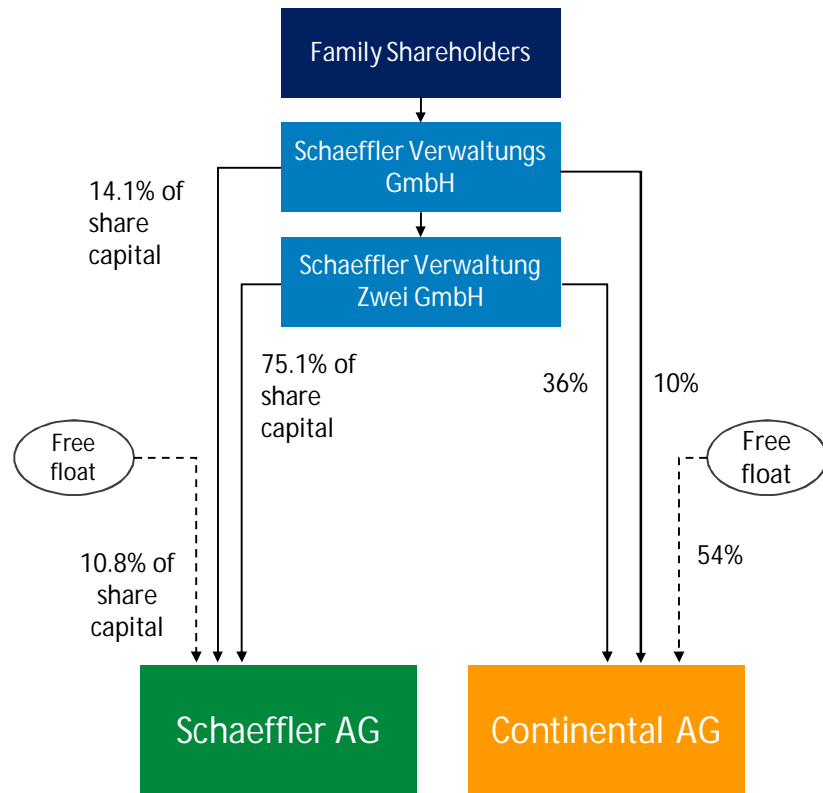 Family Shareholders
Schaeffler Verwaltungs
GmbH
14.1% of
share
capital
Schaeffler Verwaltung
Zwei GmbH
75.1% of
share
capital
36%
10%
Free
float
Free
float
10.8% of
share
capital
54%
Schaeffler AG
Continental AG